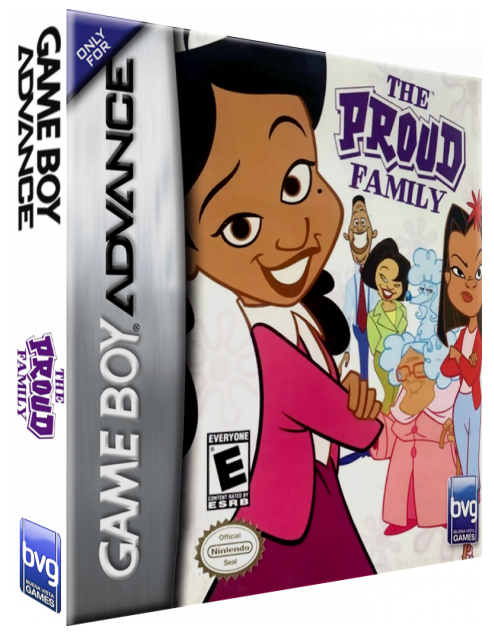 GAME BOY
ADVANCE
THE
PROUD
FAMILY
bvg
BUENA VISTA
GAMES
ONLY
FOR
GAME BOY ADVANCE
THE
PROUD
FAMILY
EVERYONE
E
CONTENT RATED BY
ESRB
Official
Nintendo
Seal
bvg
BUENA VISTA
GAMES